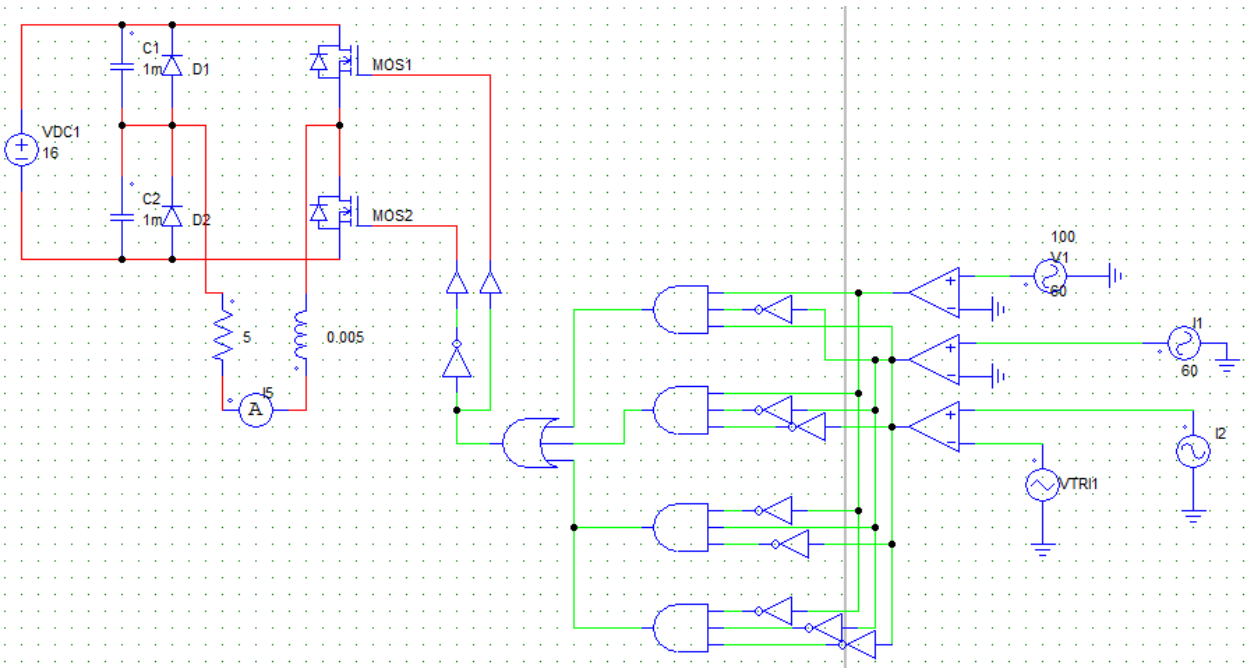 C1
1m
D1
MOS1
VDC1
16
C2
1m
D2
MOS2
100
V1
60
I1
60
5
0.005
I5
A
I2
VTRI1